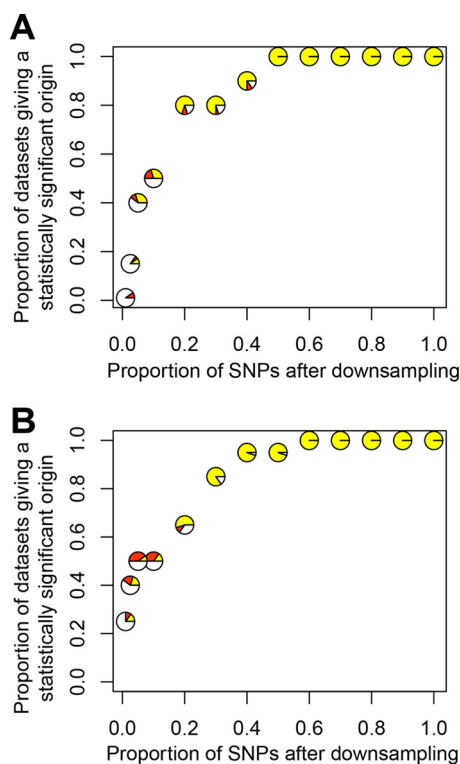 A
Proportion of datasets giving a
statistically significant origin
1.0
0.8
0.6
0.4
0.2
0.0
0.0 0.2 0.4 0.6 0.8 1.0
Proportion of SNPs after downsampling
B
Proportion of datasets giving a
statistically significant origin
1.0
0.8
0.6
0.4
0.2
0.0
0.0 0.2 0.4 0.6 0.8 1.0
Proportion of SNPs after downsampling